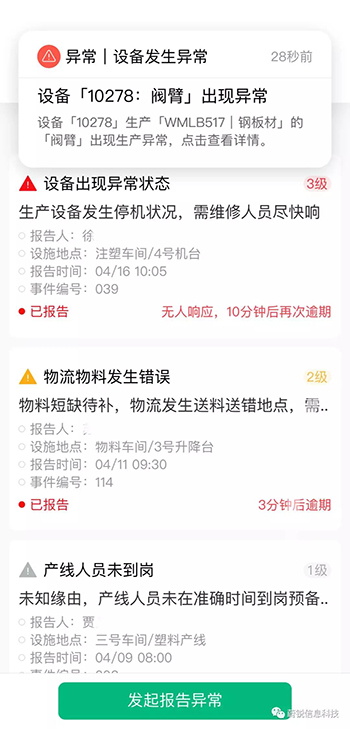 异常｜设备发生异常 28秒前
设备「10278：阀臂」出现异常
设备「10278」生产「WMLB517｜钢板材」的
「阀臂」出现生产异常，点击查看详情。
设备出现异常状态 3级
生产设备发生停机状况，需维修人员尽快响
报告人：徐
设施地点：注塑车间/4号机台
报告时间：04/16 10:05
事件编号：039
已报告 无人响应，10分钟后再次逾期
物流物料发生错误 2级
物料短缺待补，物流发生送料送错地点，需..
报告人：
设施地点：物料车间/3号升降台
报告时间：04/11 09:30
事件编号：114
已报告 3分钟后逾期
产线人员未到岗 1级
未知缘由，产线人员未在准确时间到岗预备..
报告人：贾
设施地点：三号车间/塑料产线
报告时间：04/09 08:00
发起报告异常
信息科技